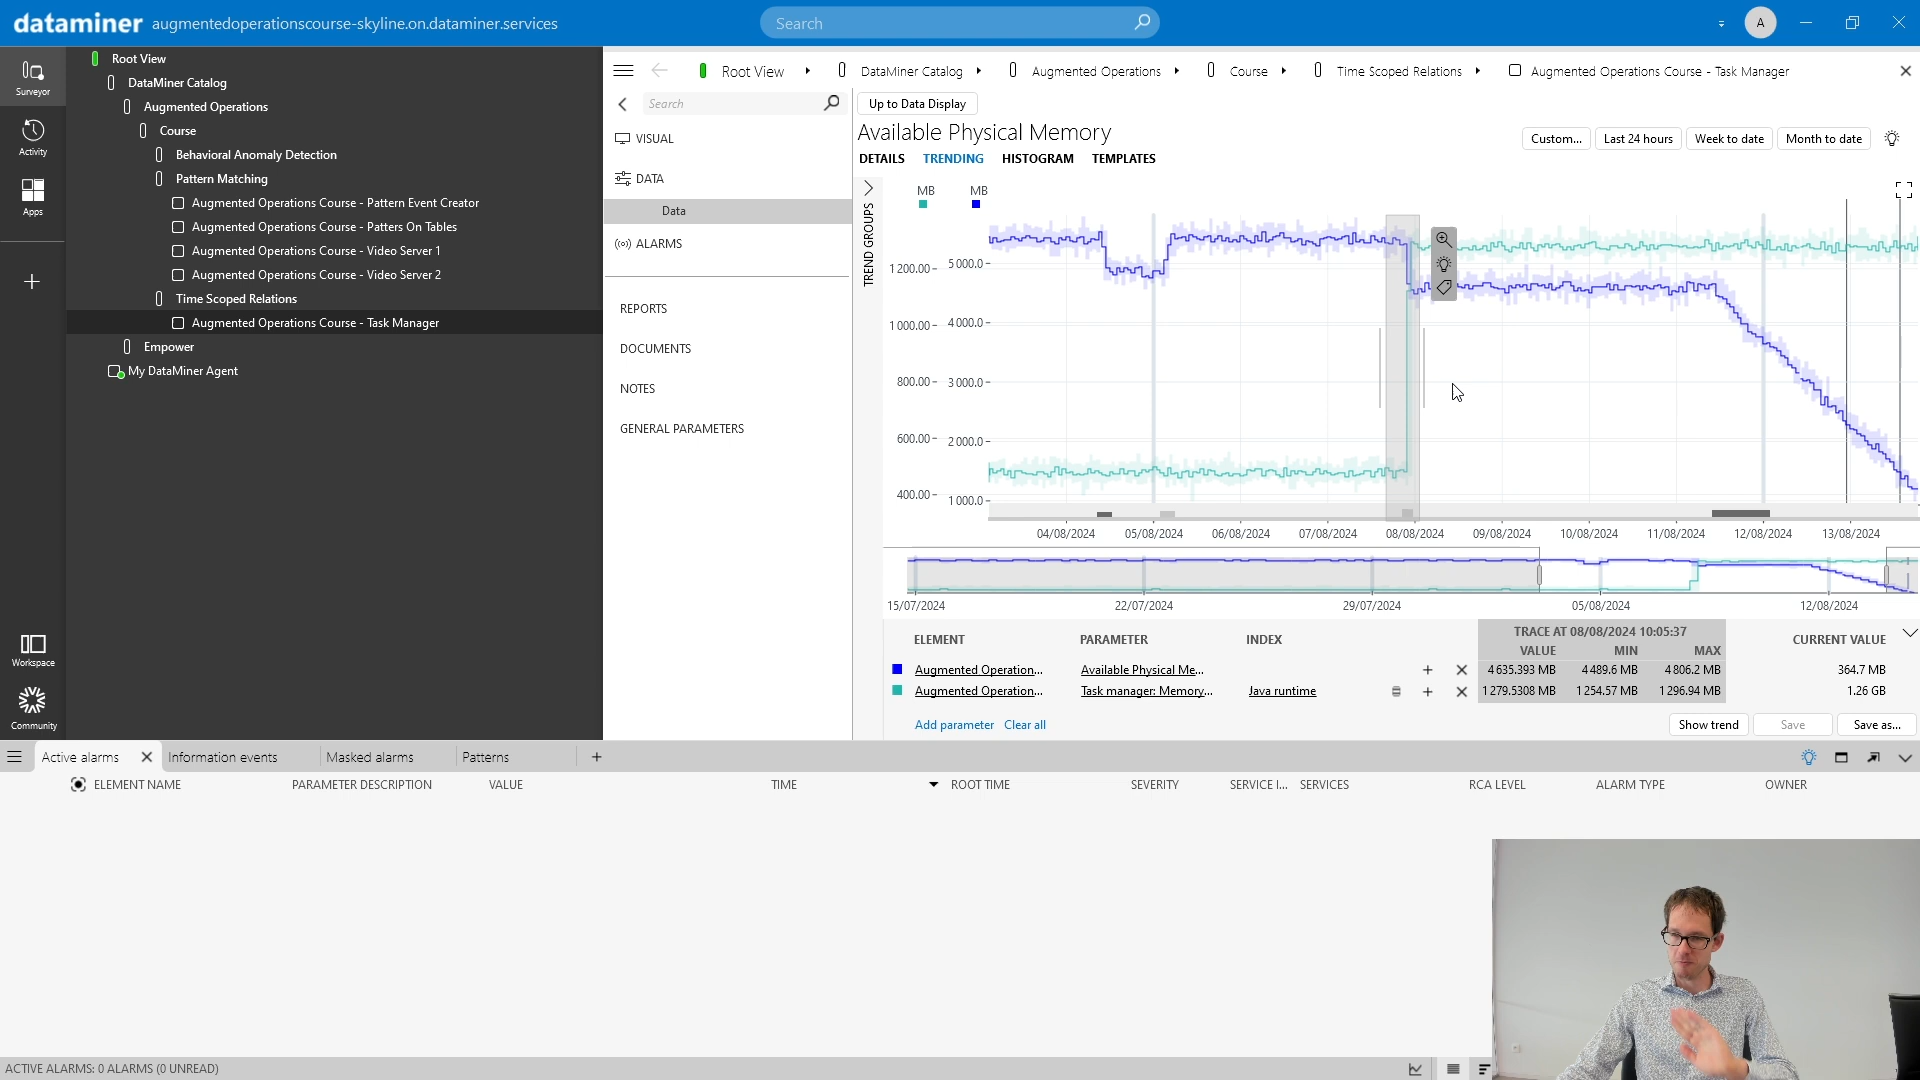 dataminer augmentedoperationscourse-skyline.on.dataminer.services
Search
A
Surveyor
Activity
Apps
Workspace
Community
Root View
DataMiner Catalog
Augmented Operations
Course
Behavioral Anomaly Detection
Pattern Matching
Augmented Operations Course - Pattern Event Creator
Augmented Operations Course - Patters On Tables
Augmented Operations Course - Video Server 1
Augmented Operations Course - Video Server 2
Time Scoped Relations
Augmented Operations Course - Task Manager
Empower
My DataMiner Agent
Root View DataMiner Catalog Augmented Operations Course Time Scoped Relations Augmented Operations Course - Task Manager
Search
VISUAL
DATA
Data
ALARMS
REPORTS
DOCUMENTS
NOTES
GENERAL PARAMETERS
Up to Data Display
Available Physical Memory
Custom... Last 24 hours Week to date Month to date
DETAILS TRENDING HISTOGRAM TEMPLATES
TREND GROUPS
MB MB
1 200.00 5 000.0
1 000.00 4 000.0
800.00 3 000.0
600.00 2 000.0
400.00 1 000.0
04/08/2024 05/08/2024 06/08/2024 07/08/2024 08/08/2024 09/08/2024 10/08/2024 11/08/2024 12/08/2024 13/08/2024
15/07/2024 22/07/2024 29/07/2024 05/08/2024 12/08/2024
ELEMENT PARAMETER INDEX TRACE AT 08/08/2024 10:05:37 CURRENT VALUE
VALUE MIN MAX
Augmented Operation... Available Physical Me... 4 635.393 MB 4 489.6 MB 4 806.2 MB 364.7 MB
Augmented Operation... Task manager: Memory... Java runtime 1 279.5308 MB 1 254.57 MB 1 296.94 MB 1.26 GB
Add parameter Clear all Show trend Save Save as...
Active alarms Information events Masked alarms Patterns
ELEMENT NAME PARAMETER DESCRIPTION VALUE TIME ROOT TIME SEVERITY SERVICE I... SERVICES RCA LEVEL ALARM TYPE OWNER
ACTIVE ALARMS: 0 ALARMS (0 UNREAD)